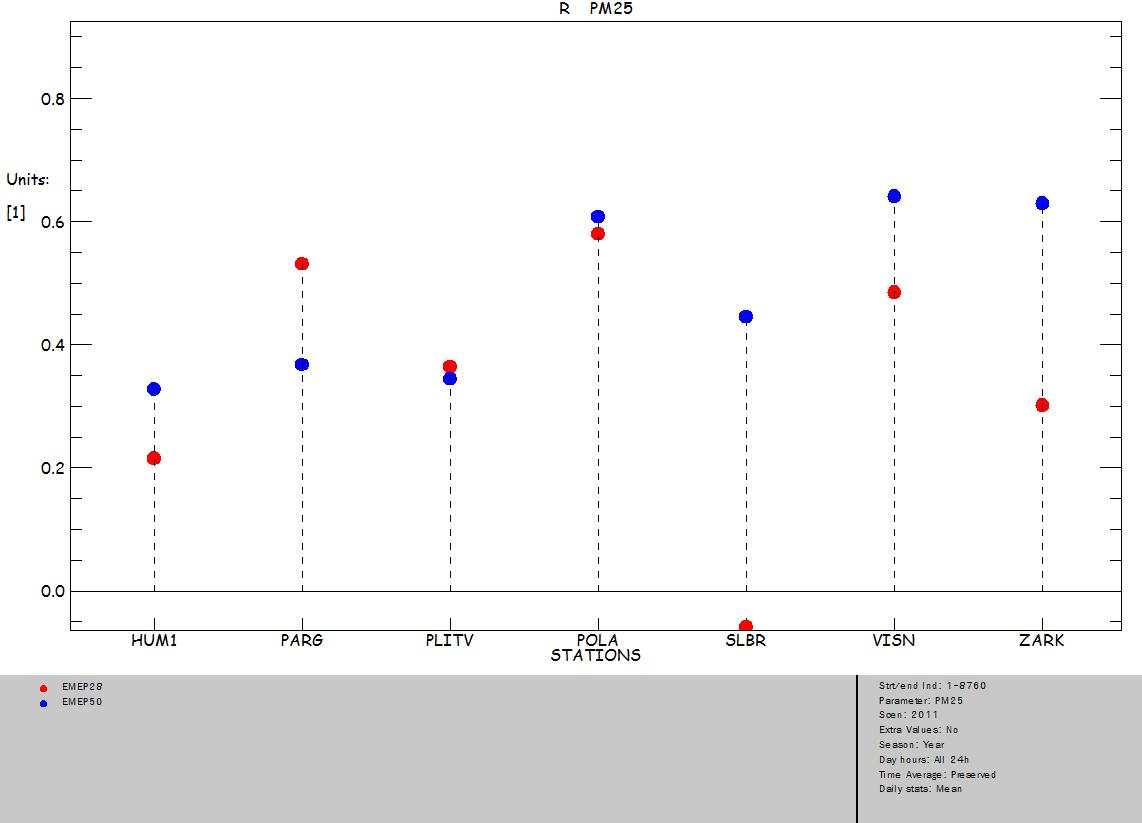 R PM25
0.8
Units:
[1]
0.6
0.4
0.2
0.0
HUM1 PARG PLITV POLA SLBR VISN ZARK
STATIONS
EMEP28
EMEP50
Strt/end Ind: 1-8760
Parameter: PM25
Scen: 2011
Extra Values: No
Season: Year
Day hours: All 24h
Time Average: Preserved
Daily stats: Mean